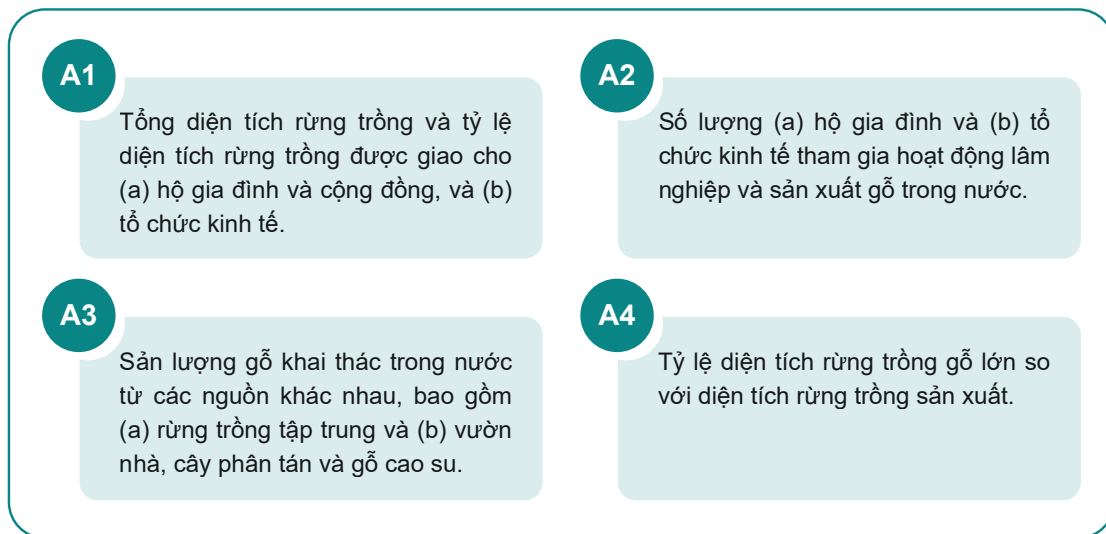 A1
Tổng diện tích rừng trồng và tỷ lệ
diện tích rừng trồng được giao cho
(a) hộ gia đình và cộng đồng, và (b)
tổ chức kinh tế.
A2
Số lượng (a) hộ gia đình và (b) tổ
chức kinh tế tham gia hoạt động lâm
nghiệp và sản xuất gỗ trong nước.
A3
Sản lượng gỗ khai thác trong nước
từ các nguồn khác nhau, bao gồm
(a) rừng trồng tập trung và (b) vườn
nhà, cây phân tán và gỗ cao su.
A4
Tỷ lệ diện tích rừng trồng gỗ lớn so
với diện tích rừng trồng sản xuất.